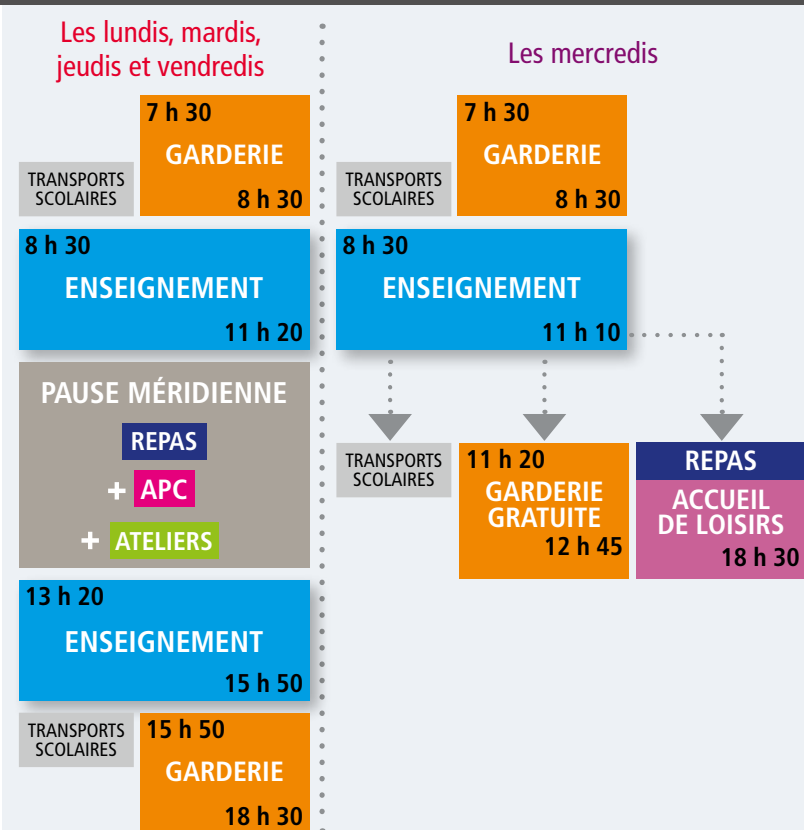 Les lundis, mardis,
jeudis et vendredis
7 h 30
GARDERIE
TRANSPORTS
SCOLAIRES
8 h 30
8 h 30
ENSEIGNEMENT
11 h 20
PAUSE MÉRIDIENNE
REPAS
+ APC
+ ATELIERS
13 h 20
ENSEIGNEMENT
15 h 50
TRANSPORTS
SCOLAIRES
15 h 50
GARDERIE
18 h 30
Les mercredis
7 h 30
GARDERIE
TRANSPORTS
SCOLAIRES
8 h 30
8 h 30
ENSEIGNEMENT
11 h 10
TRANSPORTS
SCOLAIRES
11 h 20
GARDERIE
GRATUITE
12 h 45
REPAS
ACCUEIL
DE LOISIRS
18 h 30